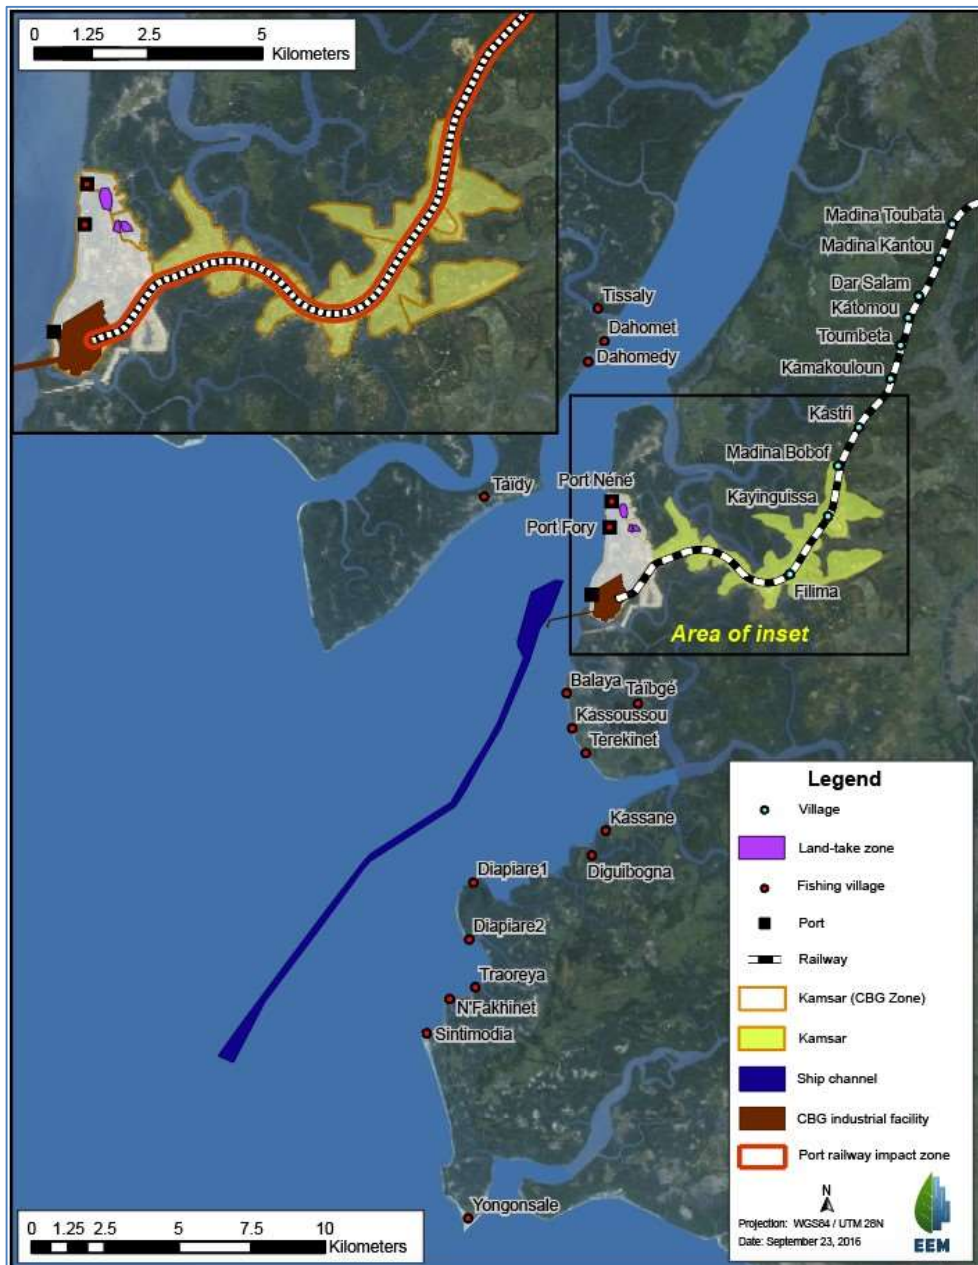 0 1.25 2.5 5
Kilometers
Madina Toubata
Madina Kantou
Dar Salam
Katomou
Toumbeta
Kamakouloun
Kastri
Madina Bobof
Kayinguissa
Filima
Tissaly
Dahomet
Dahomedy
Taïdy
Port Néné
Port Fory
Area of inset
Balaya
Taïbgé
Kassoussou
Terekinet
Kassane
Diguibogna
Diapiare1
Diapiare2
Traoreya
N'Fakhinet
Sintimodia
Yongonsale
Legend
Village
Land-take zone
Fishing village
Port
Railway
Kamsar (CBG Zone)
Kamsar
Ship channel
CBG industrial facility
Port railway impact zone
N
Projection: WGS84 / UTM 28N
Date: September 23, 2016
EEM
0 1.25 2.5 5 7.5 10
Kilometers